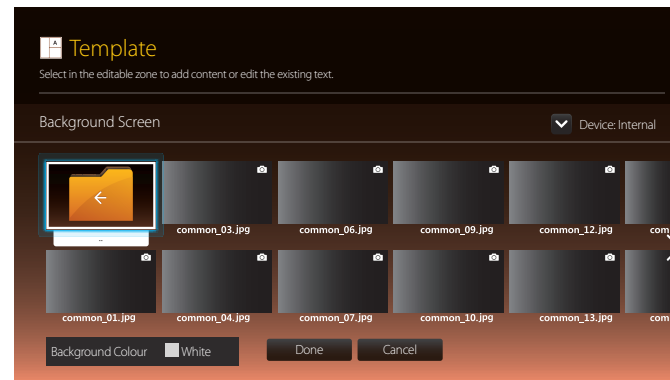 A
Template
Select in the editable zone to add content or edit the existing text.
Background Screen
Device: Internal
common_03.jpg common_06.jpg common_09.jpg common_12.jpg com
..
common_01.jpg common_04.jpg common_07.jpg common_10.jpg common_13.jpg com
Background Colour White Done Cancel